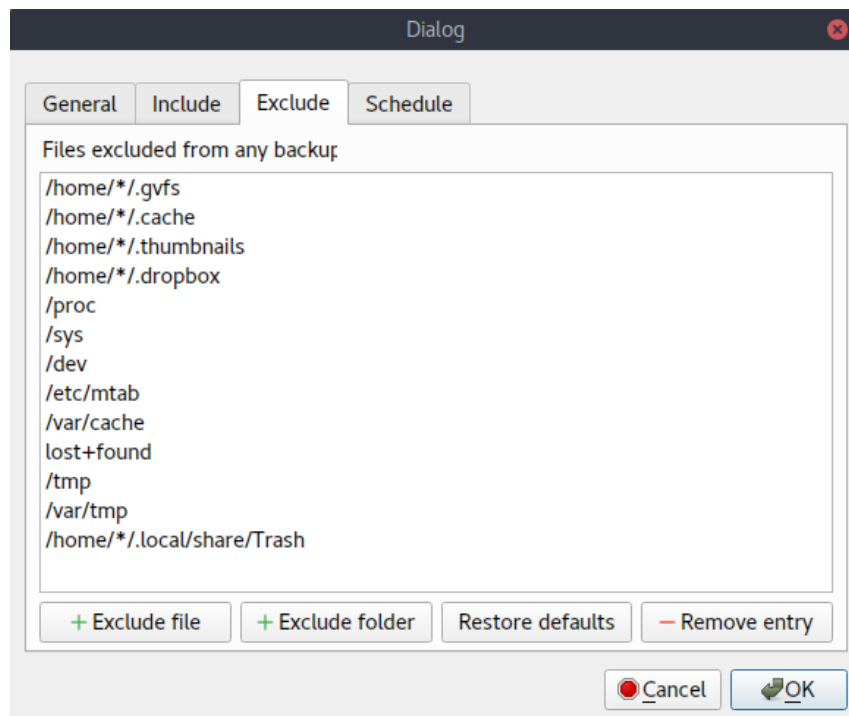 Dialog
General Include Exclude Schedule
Files excluded from any backup
/home/*/.gvfs
/home/*/.cache
/home/*/.thumbnails
/home/*/.dropbox
/proc
/sys
/dev
/etc/mtab
/var/cache
lost+found
/tmp
/var/tmp
/home/*/.local/share/Trash
+ Exclude file + Exclude folder Restore defaults − Remove entry
Cancel OK